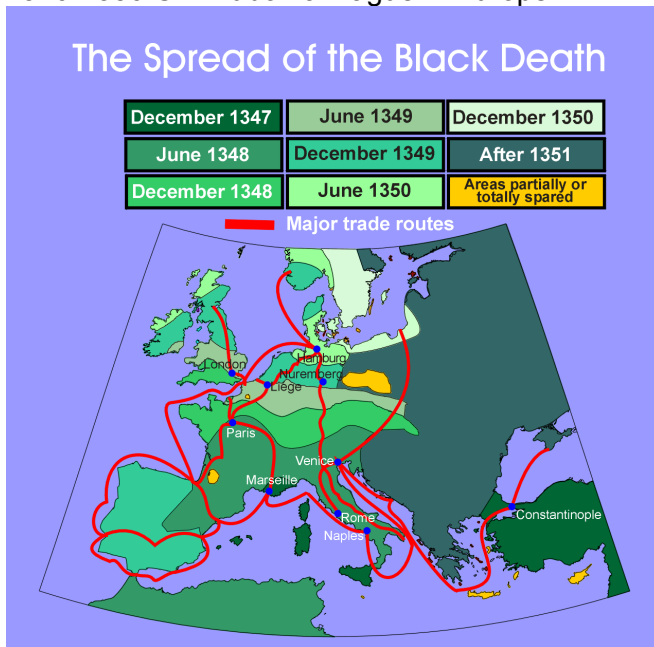 The Spread of the Black Death
December 1347
June 1349
December 1350
June 1348
December 1349
After 1351
December 1348
June 1350
Areas partially or
totally spared
Major trade routes
Hamburg
London
Nuremberg
Liege
Paris
Venice
Marseille
Rome
Constantinople
Naples